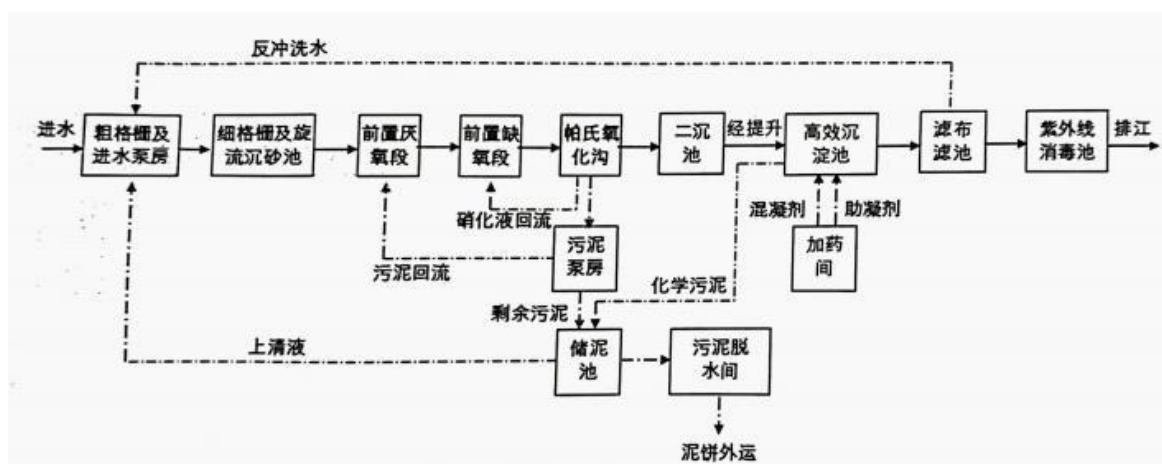 反冲洗水
进水
粗格栅及
进水泵房
细格栅及旋
流沉砂池
前置厌
氧段
前置缺
氧段
帕氏氧
化沟
二沉
池
经提升
高效沉
淀池
滤布
滤池
紫外线
消毒池
排江
硝化液回流
混凝剂
助凝剂
污泥
泵房
加药
间
污泥回流
化学污泥
剩余污泥
上清液
储泥
池
污泥脱
水间
泥饼外运